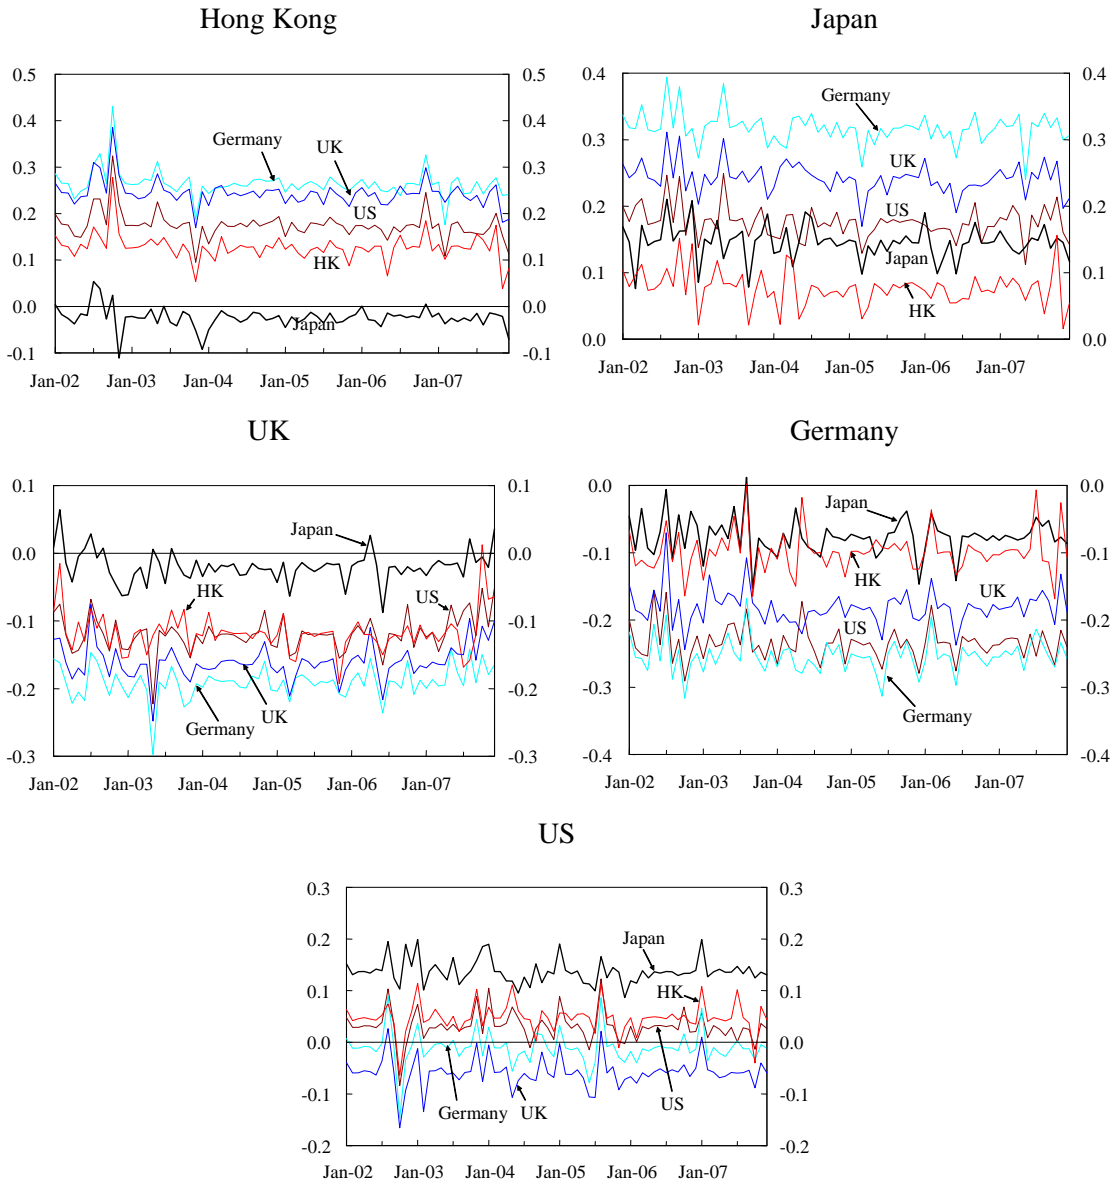 Hong Kong
Japan
0.5 0.5
0.4 0.4
0.3 0.3
0.2 0.2
0.1 0.1
0.0 0.0
-0.1 -0.1
Germany
UK
US
HK
Japan
Jan-02 Jan-03 Jan-04 Jan-05 Jan-06 Jan-07
0.4 0.4
0.3 0.3
0.2 0.2
0.1 0.1
0.0 0.0
Germany
UK
US
Japan
HK
Jan-02 Jan-03 Jan-04 Jan-05 Jan-06 Jan-07
UK
Germany
0.1 0.1
0.0 0.0
-0.1 -0.1
-0.2 -0.2
-0.3 -0.3
Japan
HK
US
UK
Germany
Jan-02 Jan-03 Jan-04 Jan-05 Jan-06 Jan-07
0.0 0.0
-0.1 -0.1
-0.2 -0.2
-0.3 -0.3
-0.4 -0.4
Japan
HK
UK
US
Germany
Jan-02 Jan-03 Jan-04 Jan-05 Jan-06 Jan-07
US
0.3 0.3
0.2 0.2
0.1 0.1
0.0 0.0
-0.1 -0.1
-0.2 -0.2
Japan
HK
US
Germany UK
Jan-02 Jan-03 Jan-04 Jan-05 Jan-06 Jan-07